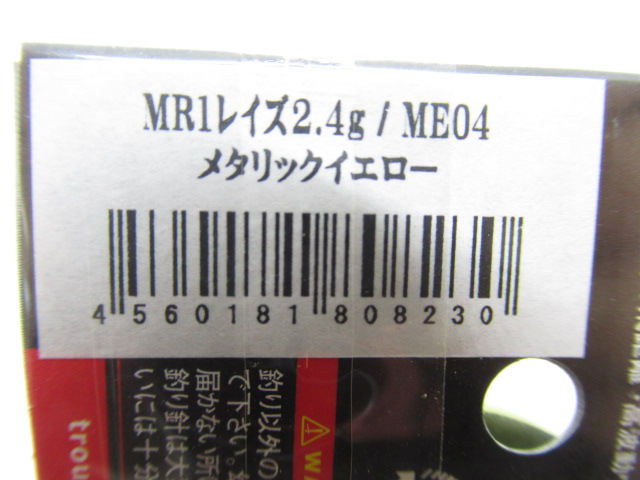 MR1レイズ2.4g / ME04
メタリックイエロー
4 560181 808230
釣り以外の
で下さい。
届かない所
釣り針は大
いには十分
trou